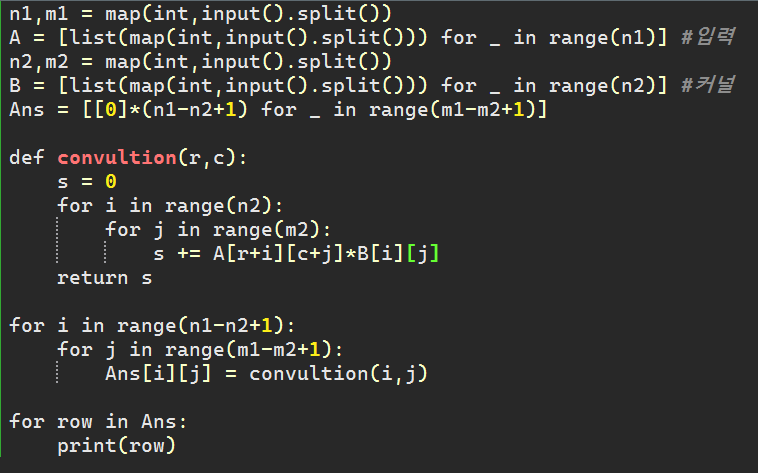 n1,m1 = map(int,input().split())
A = [list(map(int,input().split())) for _ in range(n1)] #입력
n2,m2 = map(int,input().split())
B = [list(map(int,input().split())) for _ in range(n2)] #커널
Ans = [[0]*(n1-n2+1) for _ in range(m1-m2+1)]

def convultion(r,c):
    s = 0
    for i in range(n2):
        for j in range(m2):
            s += A[r+i][c+j]*B[i][j]
    return s

for i in range(n1-n2+1):
    for j in range(m1-m2+1):
        Ans[i][j] = convultion(i,j)

for row in Ans:
    print(row)